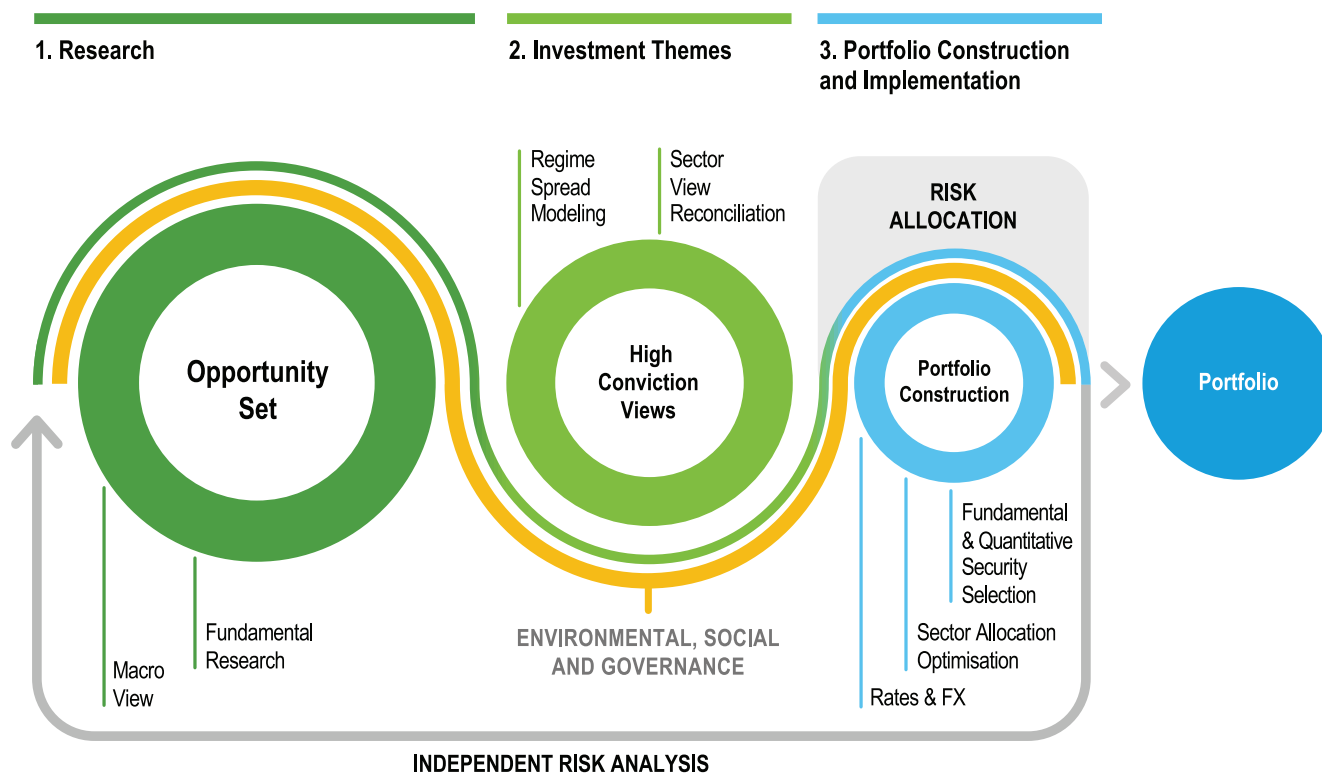 1. Research
2. Investment Themes
3. Portfolio Construction
and Implementation
Regime
Spread
Modeling
Sector
View
Reconciliation
RISK
ALLOCATION
Opportunity
Set
High
Conviction
Views
Portfolio
Construction
Portfolio
Macro
View
Fundamental
Research
ENVIRONMENTAL, SOCIAL
AND GOVERNANCE
Fundamental
& Quantitative
Security
Selection
Sector Allocation
Optimisation
Rates & FX
INDEPENDENT RISK ANALYSIS